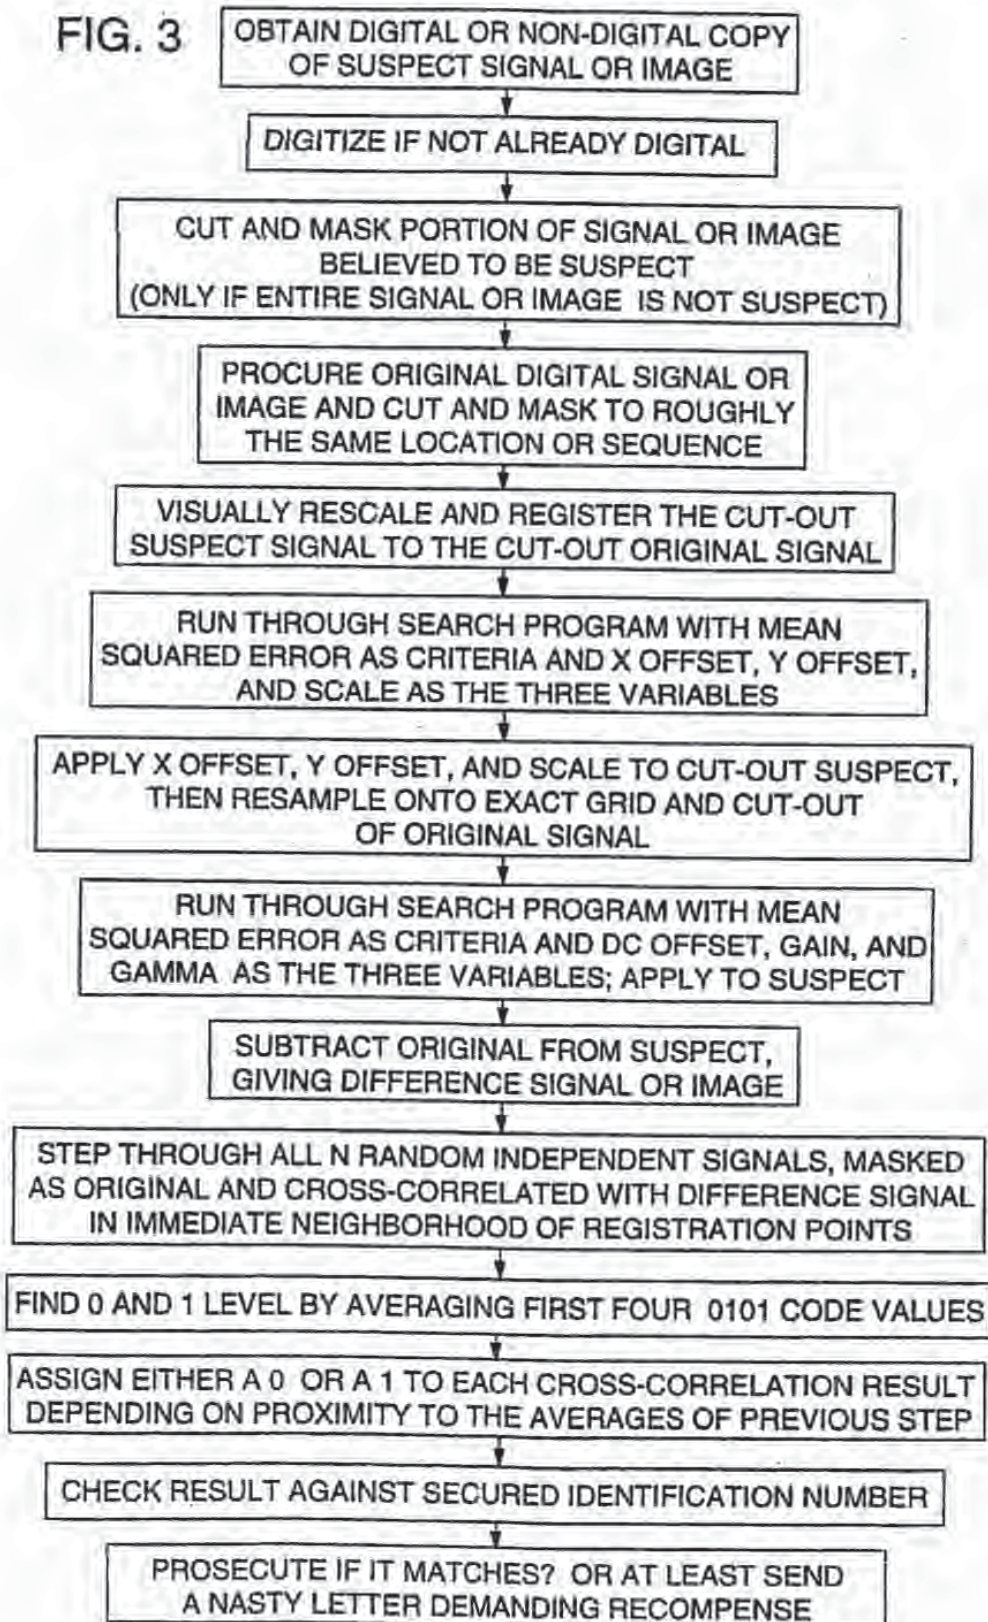 FIG. 3
OBTAIN DIGITAL OR NON-DIGITAL COPY
OF SUSPECT SIGNAL OR IMAGE
DIGITIZE IF NOT ALREADY DIGITAL
CUT AND MASK PORTION OF SIGNAL OR IMAGE
BELIEVED TO BE SUSPECT
(ONLY IF ENTIRE SIGNAL OR IMAGE IS NOT SUSPECT)
PROCURE ORIGINAL DIGITAL SIGNAL OR
IMAGE AND CUT AND MASK TO ROUGHLY
THE SAME LOCATION OR SEQUENCE
VISUALLY RESCALE AND REGISTER THE CUT-OUT
SUSPECT SIGNAL TO THE CUT-OUT ORIGINAL SIGNAL
RUN THROUGH SEARCH PROGRAM WITH MEAN
SQUARED ERROR AS CRITERIA AND X OFFSET, Y OFFSET,
AND SCALE AS THE THREE VARIABLES
APPLY X OFFSET, Y OFFSET, AND SCALE TO CUT-OUT SUSPECT,
THEN RESAMPLE ONTO EXACT GRID AND CUT-OUT
OF ORIGINAL SIGNAL
RUN THROUGH SEARCH PROGRAM WITH MEAN
SQUARED ERROR AS CRITERIA AND DC OFFSET, GAIN, AND
GAMMA AS THE THREE VARIABLES; APPLY TO SUSPECT
SUBTRACT ORIGINAL FROM SUSPECT,
GIVING DIFFERENCE SIGNAL OR IMAGE
STEP THROUGH ALL N RANDOM INDEPENDENT SIGNALS, MASKED
AS ORIGINAL AND CROSS-CORRELATED WITH DIFFERENCE SIGNAL
IN IMMEDIATE NEIGHBORHOOD OF REGISTRATION POINTS
FIND 0 AND 1 LEVEL BY AVERAGING FIRST FOUR 0101 CODE VALUES
ASSIGN EITHER A 0 OR A 1 TO EACH CROSS-CORRELATION RESULT
DEPENDING ON PROXIMITY TO THE AVERAGES OF PREVIOUS STEP
CHECK RESULT AGAINST SECURED IDENTIFICATION NUMBER
PROSECUTE IF IT MATCHES? OR AT LEAST SEND
A NASTY LETTER DEMANDING RECOMPENSE